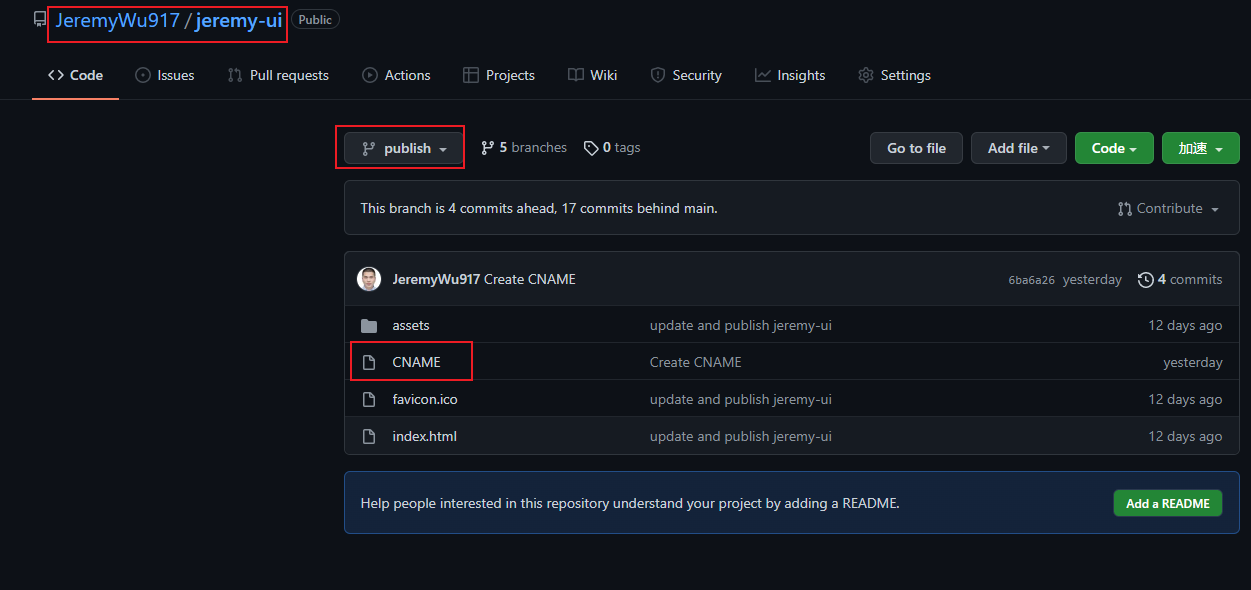 JeremyWu917 / jeremy-ui Public
Code Issues Pull requests Actions Projects Wiki Security Insights Settings
publish 5 branches 0 tags Go to file Add file Code 加速
This branch is 4 commits ahead, 17 commits behind main. Contribute
JeremyWu917 Create CNAME 6ba6a26 yesterday 4 commits
assets update and publish jeremy-ui 12 days ago
CNAME Create CNAME yesterday
favicon.ico update and publish jeremy-ui 12 days ago
index.html update and publish jeremy-ui 12 days ago
Help people interested in this repository understand your project by adding a README. Add a README